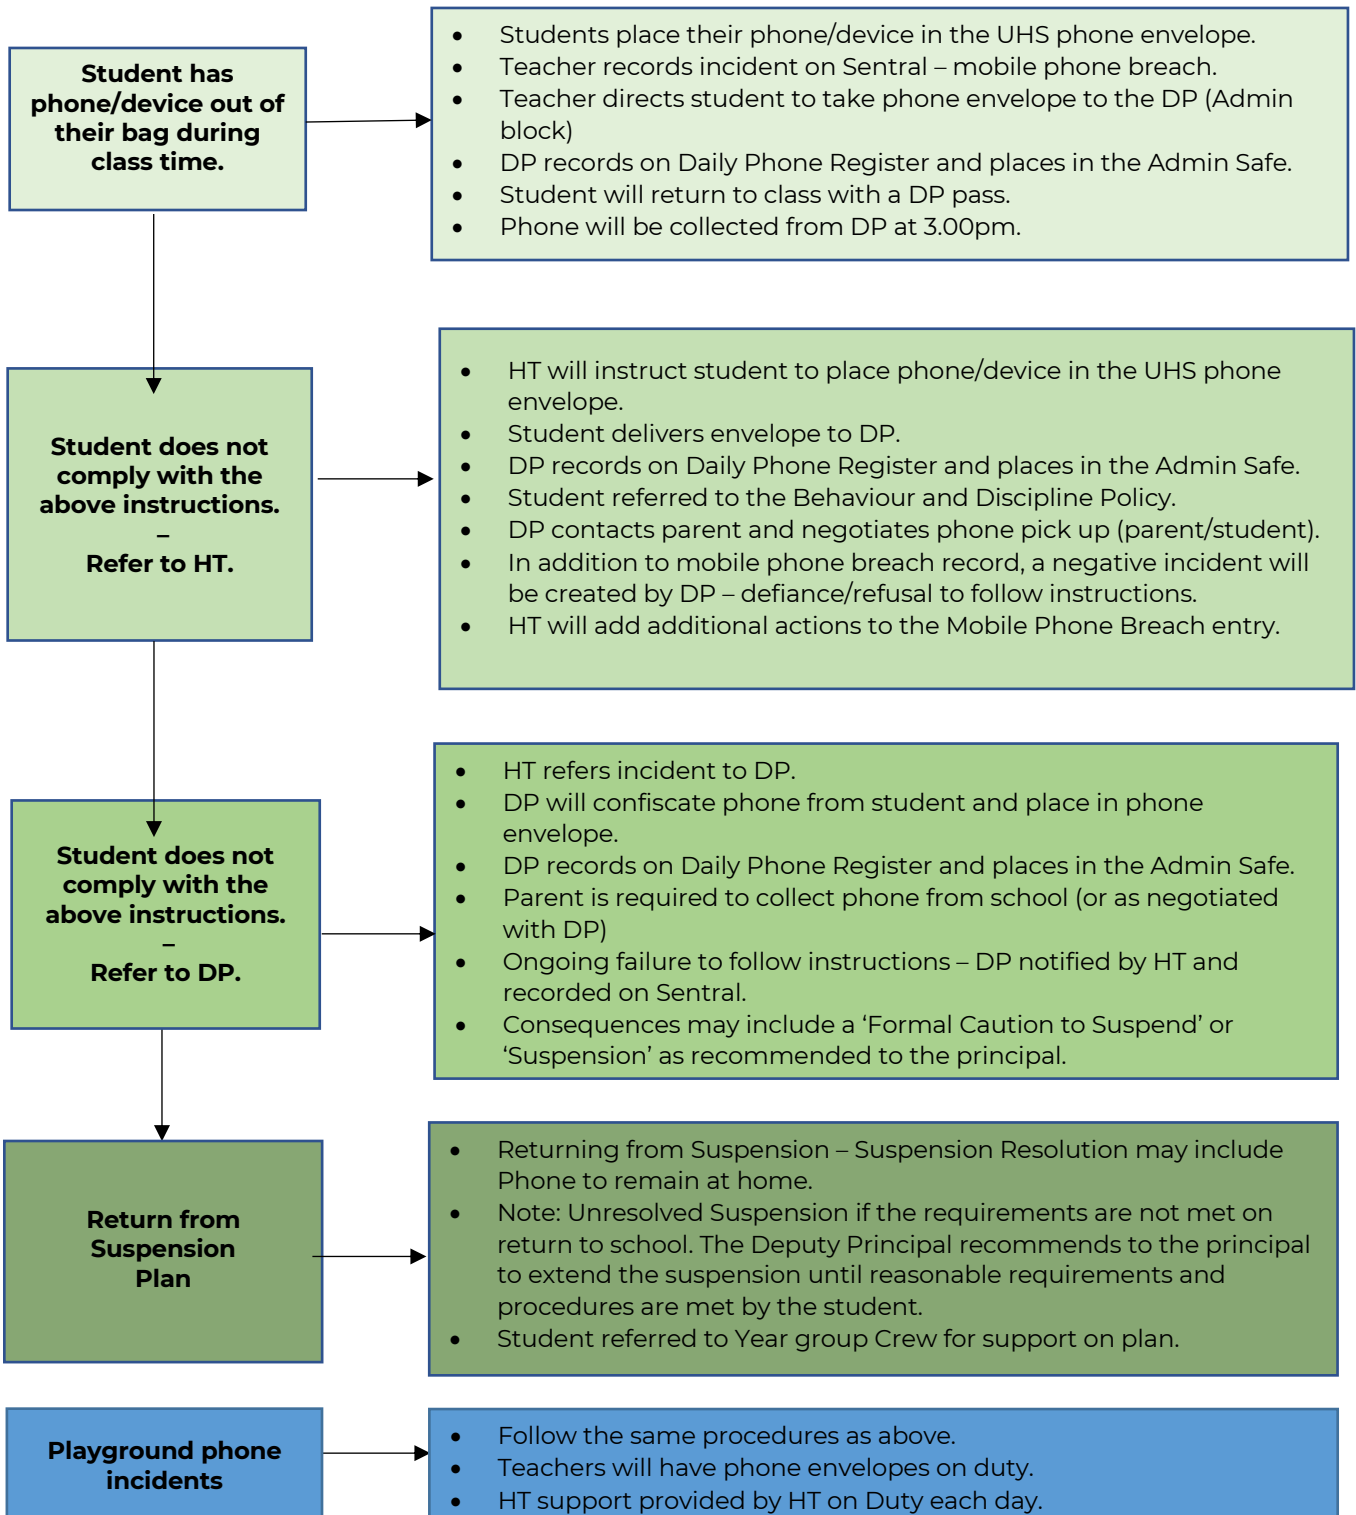 Student has
phone/device out of
their bag during
class time.
• Students place their phone/device in the UHS phone envelope.
• Teacher records incident on Sentral – mobile phone breach.
• Teacher directs student to take phone envelope to the DP (Admin
block)
• DP records on Daily Phone Register and places in the Admin Safe.
• Student will return to class with a DP pass.
• Phone will be collected from DP at 3.00pm.
Student does not
comply with the
above instructions.
–
Refer to HT.
• HT will instruct student to place phone/device in the UHS phone
envelope.
• Student delivers envelope to DP.
• DP records on Daily Phone Register and places in the Admin Safe.
• Student referred to the Behaviour and Discipline Policy.
• DP contacts parent and negotiates phone pick up (parent/student).
• In addition to mobile phone breach record, a negative incident will
be created by DP – defiance/refusal to follow instructions.
• HT will add additional actions to the Mobile Phone Breach entry.
Student does not
comply with the
above instructions.
–
Refer to DP.
• HT refers incident to DP.
• DP will confiscate phone from student and place in phone
envelope.
• DP records on Daily Phone Register and places in the Admin Safe.
• Parent is required to collect phone from school (or as negotiated
with DP)
• Ongoing failure to follow instructions – DP notified by HT and
recorded on Sentral.
• Consequences may include a ‘Formal Caution to Suspend’ or
‘Suspension’ as recommended to the principal.
Return from
Suspension
Plan
• Returning from Suspension – Suspension Resolution may include
Phone to remain at home.
• Note: Unresolved Suspension if the requirements are not met on
return to school. The Deputy Principal recommends to the principal
to extend the suspension until reasonable requirements and
procedures are met by the student.
• Student referred to Year group Crew for support on plan.
Playground phone
incidents
• Follow the same procedures as above.
• Teachers will have phone envelopes on duty.
• HT support provided by HT on Duty each day.